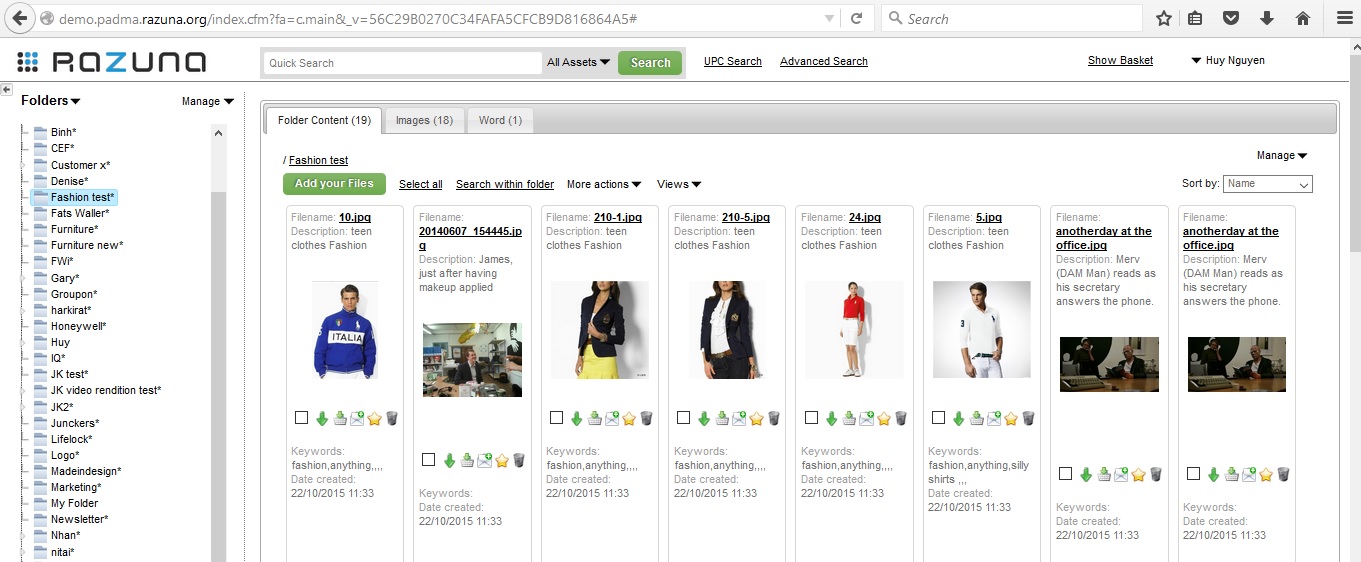 demo.padma.razuna.org/index.cfm?fa=c.main&_v=56C29B0270C34FAFA5CFCB9D816864A5#
Search
RAZUNA
Quick Search
All Assets
Search
UPC Search
Advanced Search
Show Basket
Huy Nguyen
Folders
Manage
Binh*
CEF*
Customer x*
Denise*
Fashion test*
Fats Waller*
Furniture*
Furniture new*
FWi*
Gary*
Groupon*
harkirat*
Honeywell*
Huy
IQ*
JK test*
JK video rendition test*
JK2*
Junckers*
Lifelock*
Logo*
Madeindesign*
Marketing*
My Folder
Newsletter*
Nhan*
nitai*
Folder Content (19)
Images (18)
Word (1)
/ Fashion test
Manage
Add your Files
Select all
Search within folder
More actions
Views
Sort by:
Name
Filename: 10.jpg
Description: teen
clothes Fashion
ITALIA
Keywords:
fashion,anything,,,,
Date created:
22/10/2015 11:33
Filename:
20140607_154445.jp
g
Description: James,
just after having
makeup applied
Keywords:
Date created:
22/10/2015 11:33
Filename: 210-1.jpg
Description: teen
clothes Fashion
Keywords:
fashion,anything,,,,
Date created:
22/10/2015 11:33
Filename: 210-5.jpg
Description: teen
clothes Fashion
Keywords:
fashion,anything,,,,
Date created:
22/10/2015 11:33
Filename: 24.jpg
Description: teen
clothes Fashion
Keywords:
fashion,anything,,,,
Date created:
22/10/2015 11:33
Filename: 5.jpg
Description: teen
clothes Fashion
3
Keywords:
fashion,anything,silly
shirts ,,,
Date created:
22/10/2015 11:33
Filename:
anotherday at the
office.jpg
Description: Merv
(DAM Man) reads as
his secretary
answers the phone.
Keywords:
Date created:
22/10/2015 11:33
Filename:
anotherday at the
office.jpg
Description: Merv
(DAM Man) reads as
his secretary
answers the phone.
Keywords:
Date created:
22/10/2015 11:33